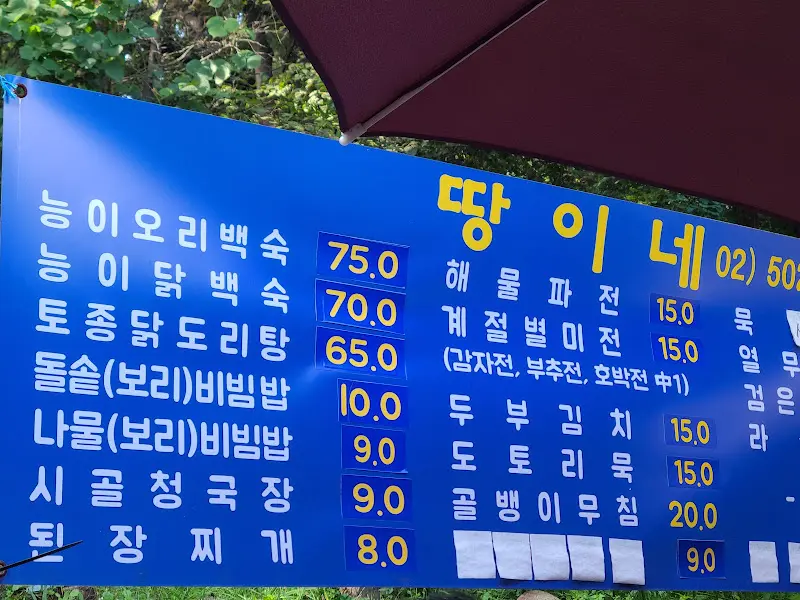 땅이네 02) 502
능이오리백숙 75.0
능이닭백숙 70.0
토종닭도리탕 65.0
돌솥(보리)비빔밥 10.0
나물(보리)비빔밥 9.0
시골청국장 9.0
된장찌개 8.0
해물파전 15.0
계절별미전 15.0
(감자전, 부추전, 호박전 中1)
두부김치 15.0
도토리묵 15.0
골뱅이무침 20.0
9.0
묵
열무
검은
라